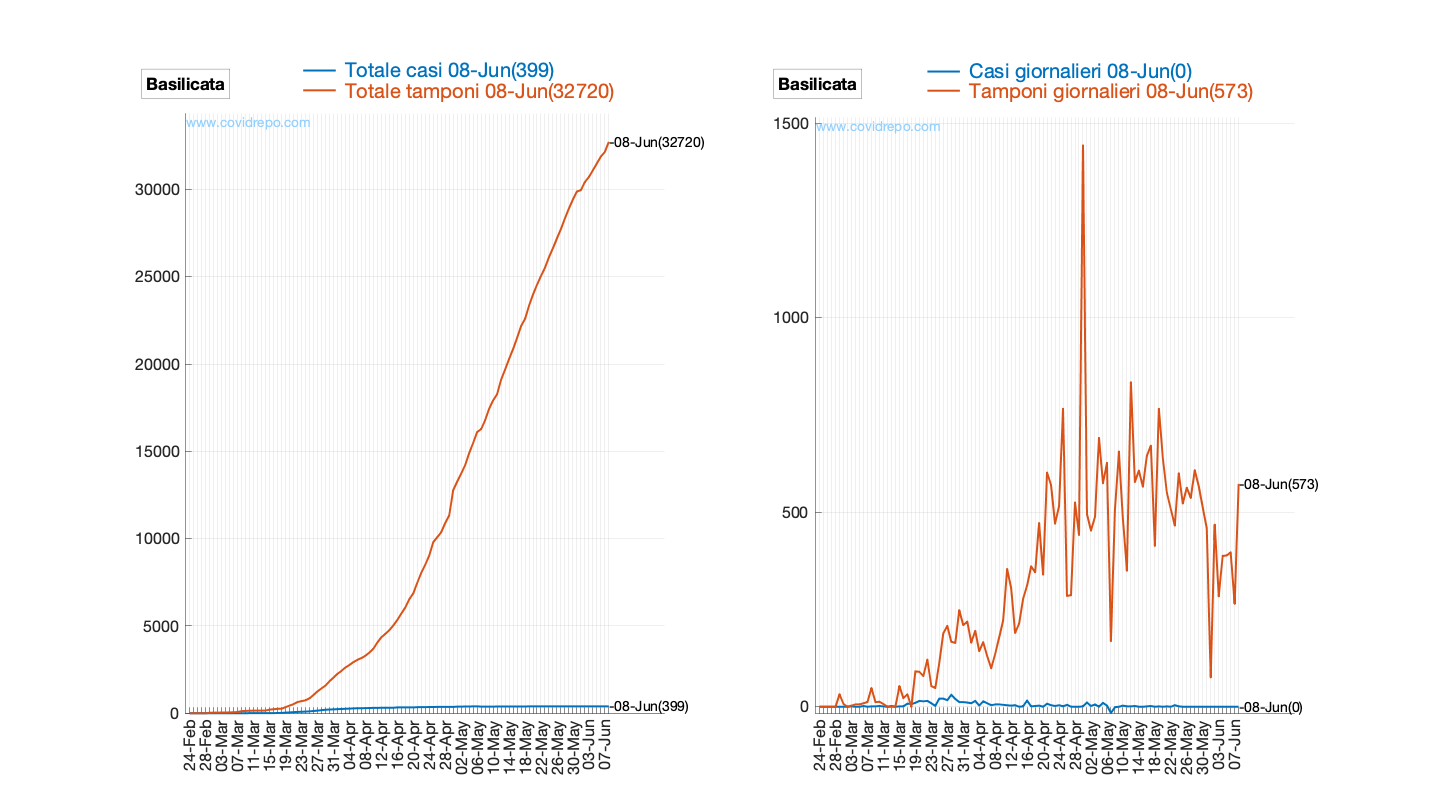 Basilicata
Totale casi 08-Jun(399)
Totale tamponi 08-Jun(32720)
www.covidrepo.com
08-Jun(32720)
30000
25000
20000
15000
10000
5000
0
08-Jun(399)
24-Feb
28-Feb
03-Mar
07-Mar
11-Mar
15-Mar
19-Mar
23-Mar
27-Mar
31-Mar
04-Apr
08-Apr
12-Apr
16-Apr
20-Apr
24-Apr
28-Apr
02-May
06-May
10-May
14-May
18-May
22-May
26-May
30-May
03-Jun
07-Jun
Basilicata
Casi giornalieri 08-Jun(0)
Tamponi giornalieri 08-Jun(573)
www.covidrepo.com
1500
1000
500
0
08-Jun(573)
08-Jun(0)
24-Feb
28-Feb
03-Mar
07-Mar
11-Mar
15-Mar
19-Mar
23-Mar
27-Mar
31-Mar
04-Apr
08-Apr
12-Apr
16-Apr
20-Apr
24-Apr
28-Apr
02-May
06-May
10-May
14-May
18-May
22-May
26-May
30-May
03-Jun
07-Jun